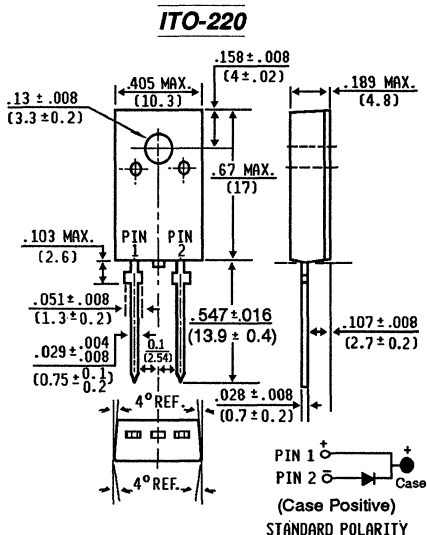 ITO-220
.158±.008
(4±.02)
.405 MAX.
(10.3)
.189 MAX.
(4.8)
.13±.008
(3.3±0.2)
.67 MAX.
(17)
.103 MAX.
(2.6)
PIN
1
PIN
2
.051±.008
(1.3±0.2)
.547±.016
(13.9 ± 0.4)
.107±.008
(2.7±0.2)
.029±.004
.008
(0.75±0.1
0.2)
0.1
(2.54)
.028±.008
(0.7±0.2)
4° REF.
4° REF.
PIN 1 +
PIN 2 −
+
Case
(Case Positive)
STANDARD POLARITY